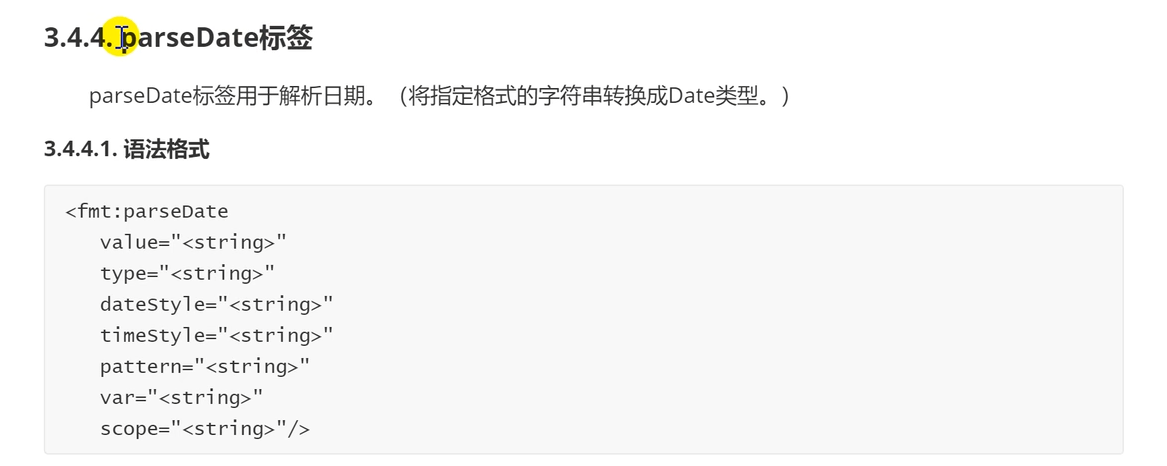 3.4.4. parseDate标签
parseDate标签用于解析日期。（将指定格式的字符串转换成Date类型。）
3.4.4.1. 语法格式
<fmt:parseDate
value="<string>"
type="<string>"
dateStyle="<string>"
timeStyle="<string>"
pattern="<string>"
var="<string>"
scope="<string>"/>